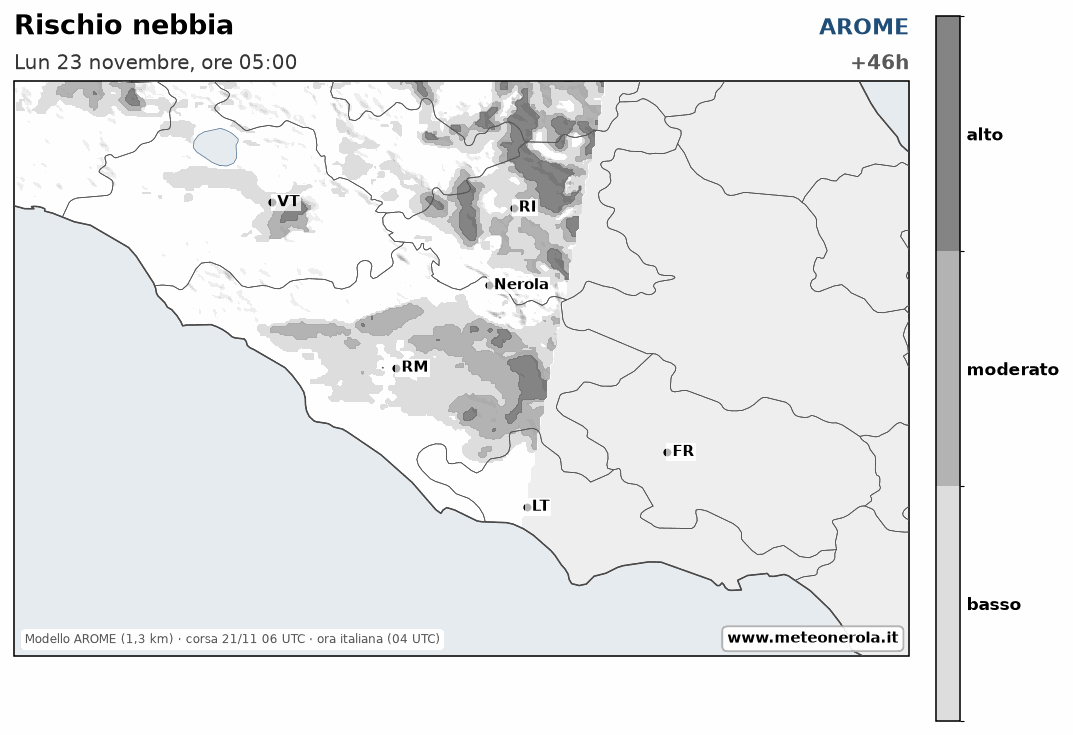 Rischio nebbia
AROME
Lun 23 novembre, ore 05:00
+46h
alto
VT
RI
Nerola
RM
moderato
FR
LT
basso
Modello AROME (1,3 km) · corsa 21/11 06 UTC · ora italiana (04 UTC)
www.meteonerola.it